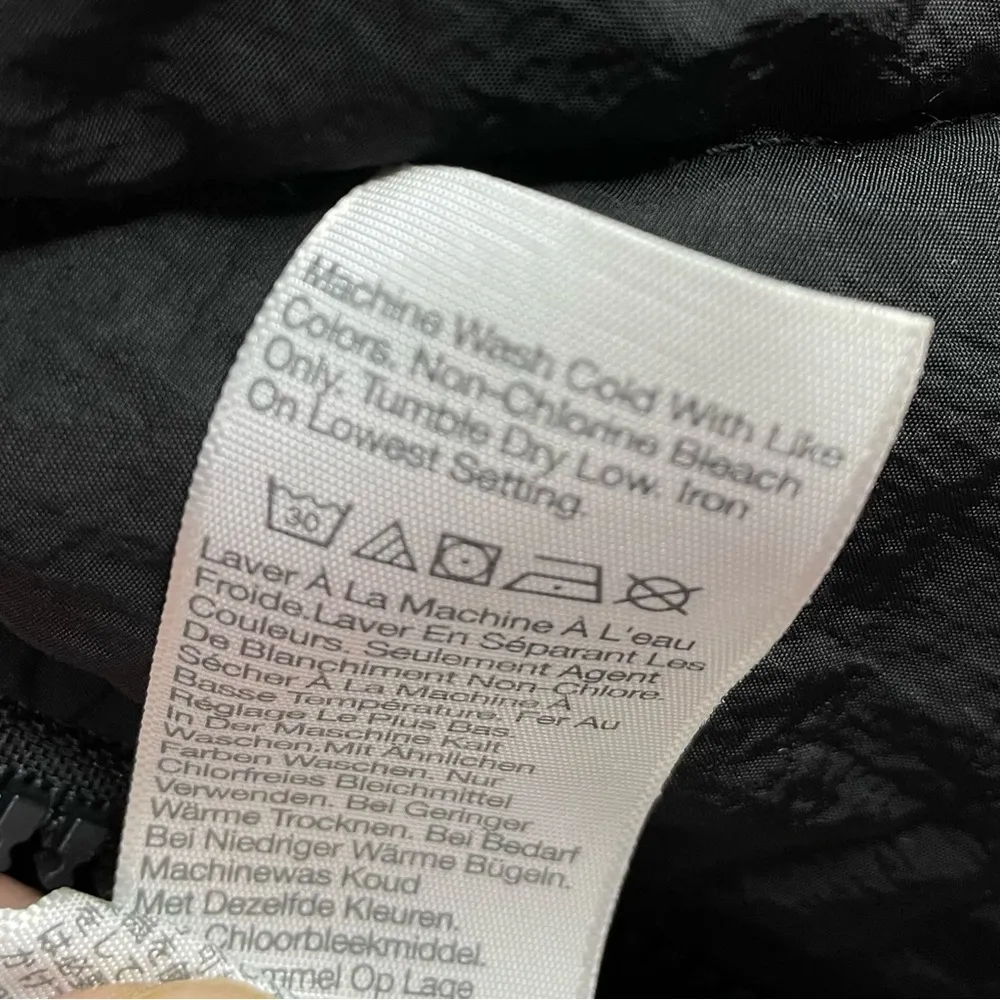 Machine Wash Cold With Like
Colors. Non-Chlorine Bleach
Only. Tumble Dry Low. Iron
On Lowest Setting.
30
Laver À La Machine À L'eau
Froide.Laver En Séparant Les
Couleurs. Seulement Agent
De Blanchiment Non Chlore.
Sécher À La Machine À
Basse Température. Fer Au
Réglage Le Plus Bas.
In Der Maschine Kalt
Waschen.Mit Ähnlichen
Farben Waschen. Nur
Chlorfreies Bleichmittel
Verwenden. Bei Geringer
Wärme Trocknen. Bei Bedarf
Bei Niedriger Wärme Bügeln.
Machinewas Koud
Met Dezelfde Kleuren.
Chloorbleekmiddel.
Op Lage